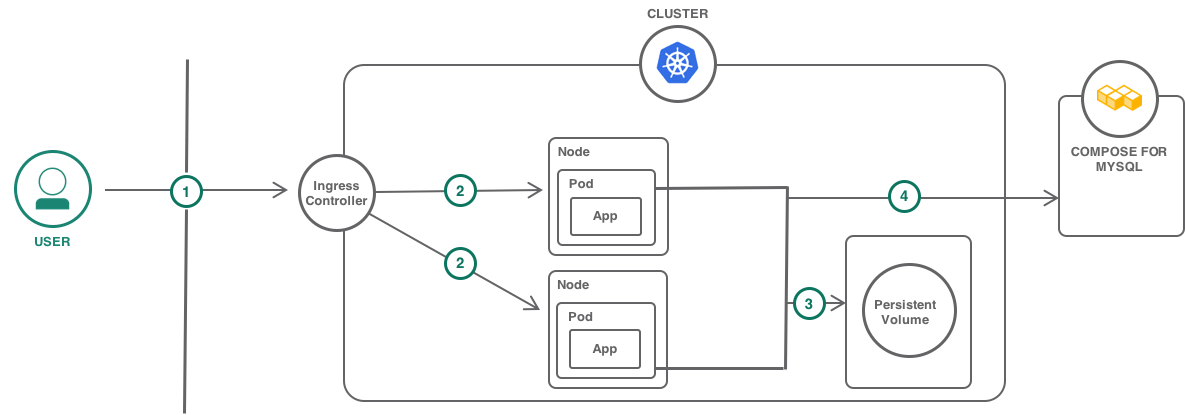 CLUSTER
USER
1
Ingress
Controller
2
2
Node
Pod
App
Node
Pod
App
3
4
Persistent
Volume
COMPOSE FOR
MYSQL